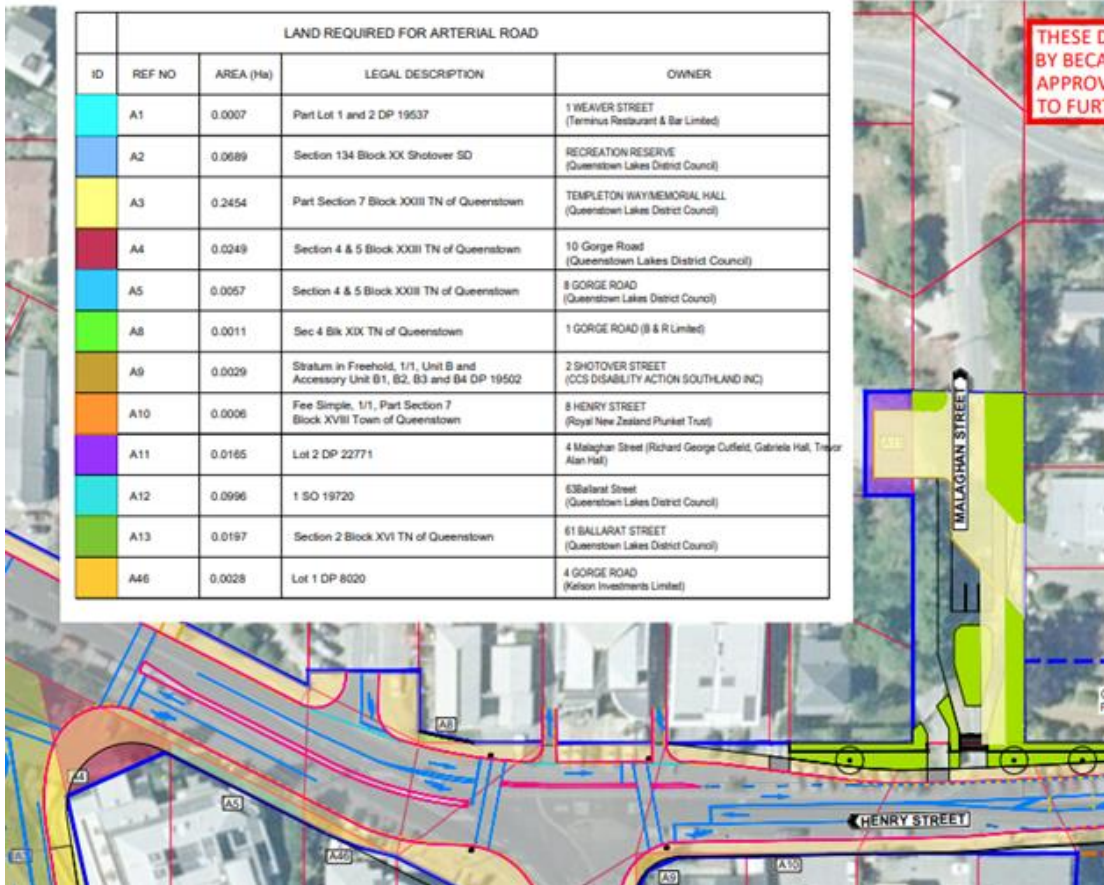 LAND REQUIRED FOR ARTERIAL ROAD
ID REF NO AREA (Ha) LEGAL DESCRIPTION OWNER
A1 0.0007 Part Lot 1 and 2 DP 19537 1 WEAVER STREET
(Terminus Restaurant & Bar Limited)
A2 0.0689 Section 134 Block XX Shotover SD RECREATION RESERVE
(Queenstown Lakes District Council)
A3 0.2454 Part Section 7 Block XXIII TN of Queenstown TEMPLETON WAY/MEMORIAL HALL
(Queenstown Lakes District Council)
A4 0.0249 Section 4 & 5 Block XXIII TN of Queenstown 10 Gorge Road
(Queenstown Lakes District Council)
A5 0.0057 Section 4 & 5 Block XXIII TN of Queenstown 8 GORGE ROAD
(Queenstown Lakes District Council)
A8 0.0011 Sec 4 Blk XIX TN of Queenstown 1 GORGE ROAD (B & R Limited)
A9 0.0029 Stratum in Freehold, 1/1, Unit B and
Accessory Unit B1, B2, B3 and B4 DP 19502
2 SHOTOVER STREET
(CCS DISABILITY ACTION SOUTHLAND INC)
A10 0.0006 Fee Simple, 1/1, Part Section 7
Block XVIII Town of Queenstown
8 HENRY STREET
(Royal New Zealand Plunket Trust)
A11 0.0165 Lot 2 DP 22771 4 Malaghan Street (Richard George Cutfield, Gabriela Hall, Trevor
Alan Hall)
A12 0.0996 1 SO 19720 63Ballarat Street
(Queenstown Lakes District Council)
A13 0.0197 Section 2 Block XVI TN of Queenstown 61 BALLARAT STREET
(Queenstown Lakes District Council)
A46 0.0028 Lot 1 DP 8020 4 GORGE ROAD
(Kelson Investments Limited)
THESE D
BY BECA
APPROV
TO FURT
A11
MALAGHAN STREET
A8
A4
A5
A3
A46
HENRY STREET
A9
A10